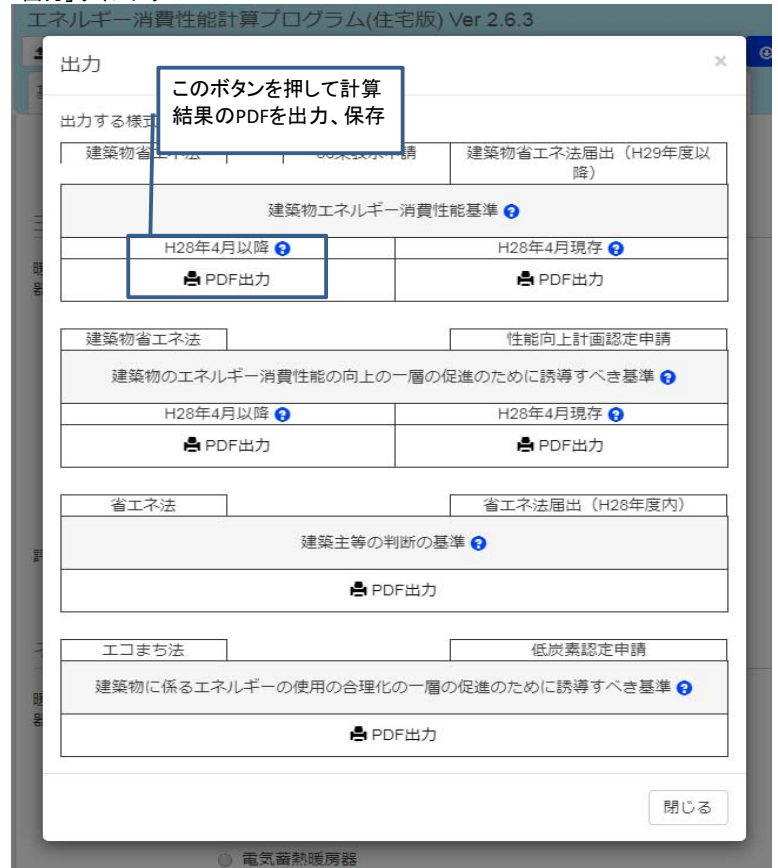 エネルギー消費性能計算プログラム(住宅版) Ver 2.6.3
出力
×
このボタンを押して計算
結果のPDFを出力、保存
出力する様式
建築物省エネ法
建築物省エネ法届出（H29年度以
降）
建築物エネルギー消費性能基準
H28年4月以降 H28年4月現存
PDF出力 PDF出力
建築物省エネ法 性能向上計画認定申請
建築物のエネルギー消費性能の向上の一層の促進のために誘導すべき基準
H28年4月以降 H28年4月現存
PDF出力 PDF出力
省エネ法 省エネ法届出（H28年度内）
建築主等の判断の基準
PDF出力
エコまち法 低炭素認定申請
建築物に係るエネルギーの使用の合理化の一層の促進のために誘導すべき基準
PDF出力
閉じる
電気蓄熱暖房器